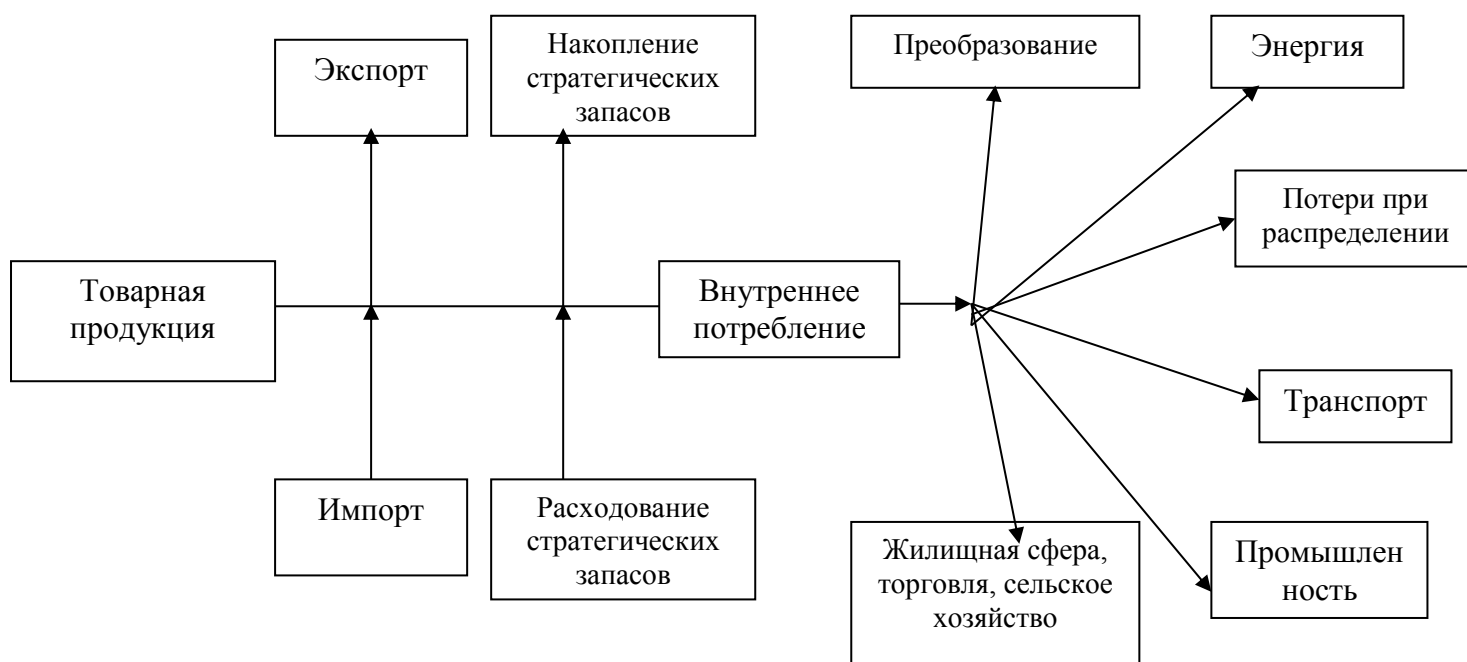 Экспорт
Накопление
стратегических
запасов
Преобразование
Энергия
Потери при
распределении
Товарная
продукция
Внутреннее
потребление
Транспорт
Импорт
Расходование
стратегических
запасов
Жилищная сфера,
торговля, сельское
хозяйство
Промышлен
ность